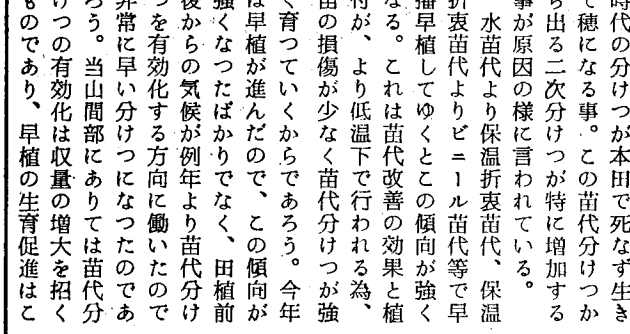 時代の分けつが本田で死なず生き
て穂になる事。この苗代分けつか
ら出る二次分けつが特に増加する
事が原因の様に言われている。
水苗代より保温折衷苗代、保温
折衷苗代よりビニール苗代等で早
播早植してゆくとこの傾向が強く
なる。これは苗代改善の効果と植
付が、より低温下で行われる為、
苗の損傷が少なく苗代分けつが強
く育つていくからであろう。今年
は早植が進んだので、この傾向が
強くなつたばかりでなく、田植前
後からの気候が例年より苗代分け
つを有効化する方向に働いたので
非常に早い分けつになつたのであ
ろう。当山間部にありては苗代分
けつの有効化は収量の増大を招く
ものであり、早植の生育促進はこ